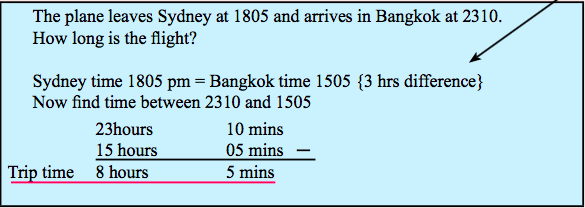 The plane leaves Sydney at 1805 and arrives in Bangkok at 2310.
How long is the flight?
Sydney time 1805 pm = Bangkok time 1505 {3 hrs difference}
Now find time between 2310 and 1505
23hours 10 mins
15 hours 05 mins –
Trip time 8 hours 5 mins